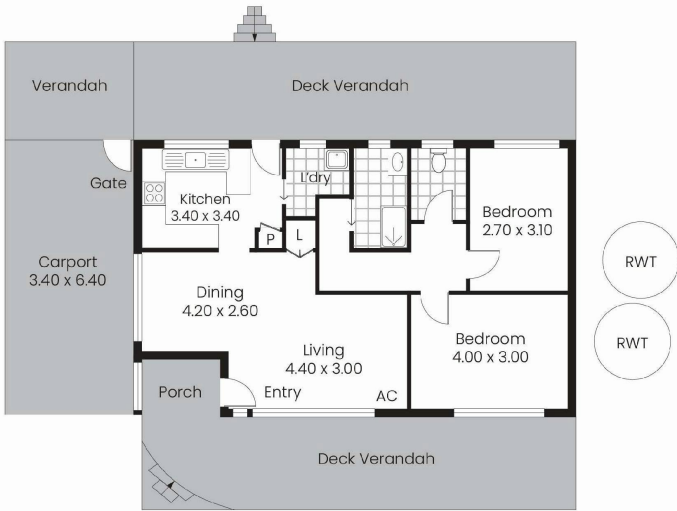 Verandah
Deck Verandah
Gate
Kitchen
3.40 x 3.40
L'dry
P
L
Bedroom
2.70 x 3.10
Carport
3.40 x 6.40
RWT
Dining
4.20 x 2.60
Living
4.40 x 3.00
Bedroom
4.00 x 3.00
RWT
Porch
Entry
AC
Deck Verandah